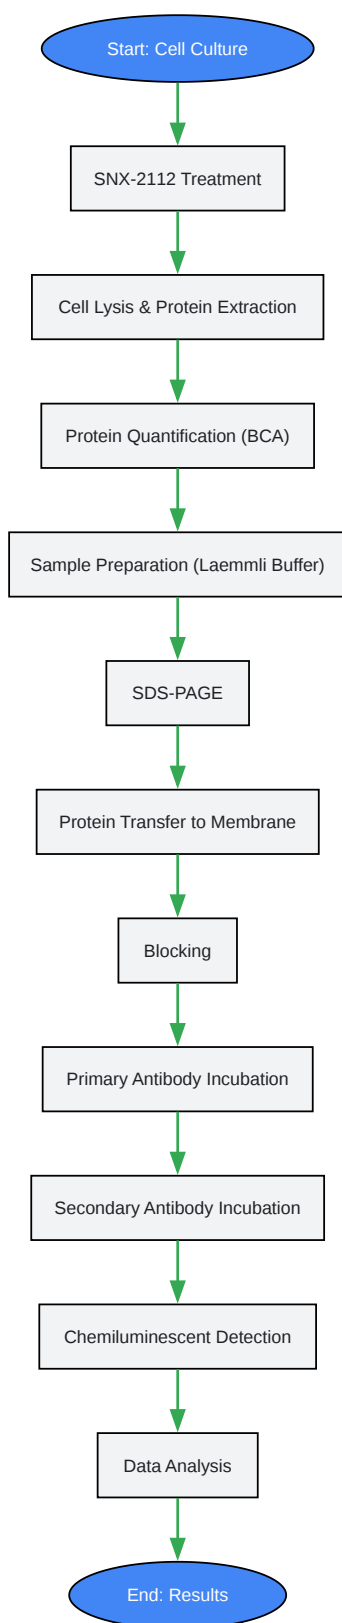 Start: Cell Culture
SNX-2112 Treatment
Cell Lysis & Protein Extraction
Protein Quantification (BCA)
Sample Preparation (Laemmli Buffer)
SDS-PAGE
Protein Transfer to Membrane
Blocking
Primary Antibody Incubation
Secondary Antibody Incubation
Chemiluminescent Detection
Data Analysis
End: Results